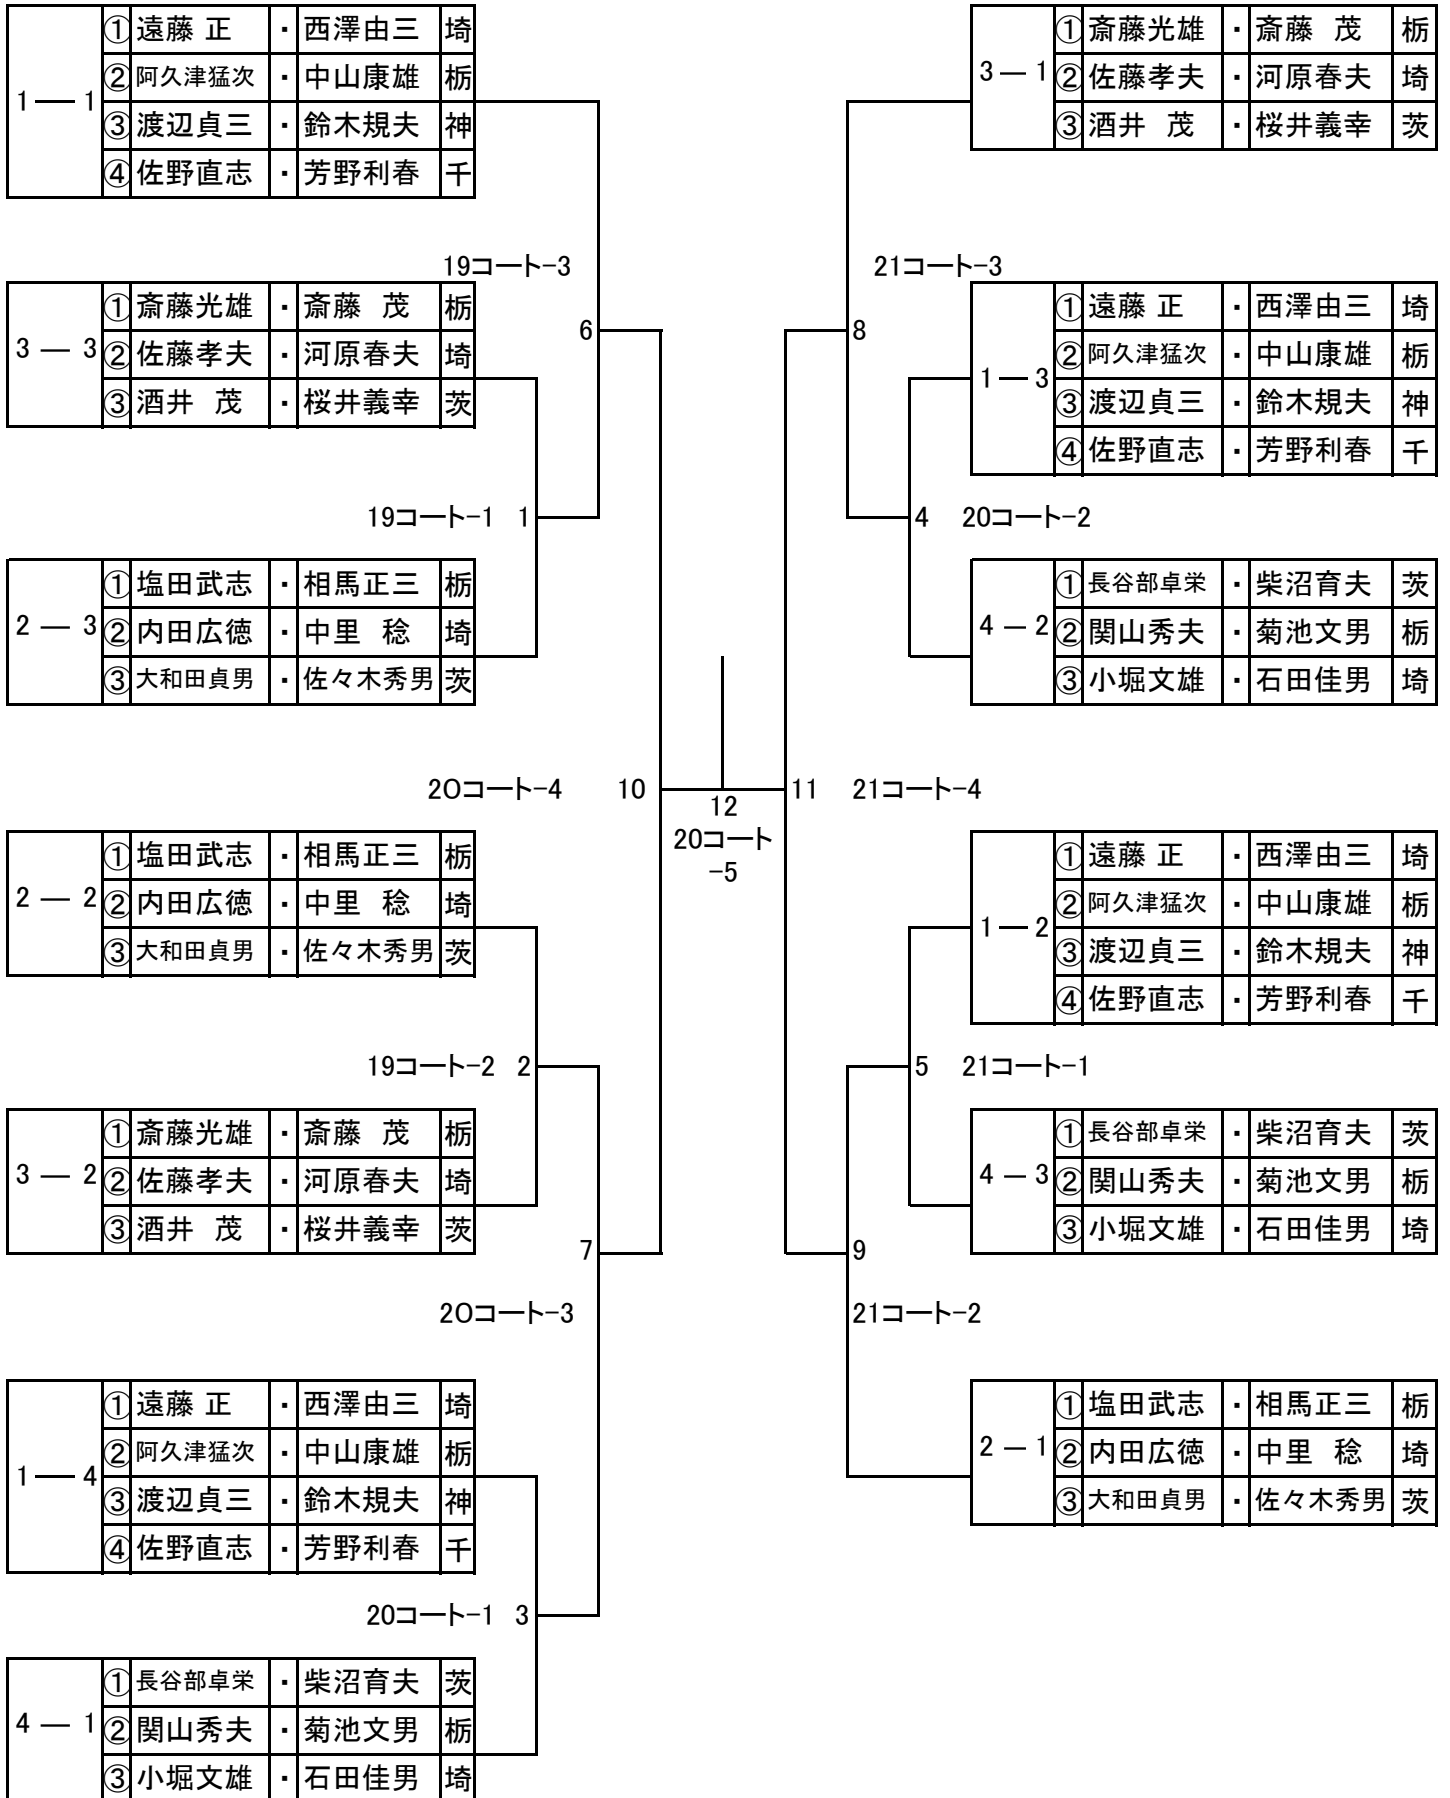 1 — 1
① 遠藤 正 ・ 西澤由三 埼
② 阿久津猛次 ・ 中山康雄 栃
③ 渡辺貞三 ・ 鈴木規夫 神
④ 佐野直志 ・ 芳野利春 千
19コート-3
6
3 — 3
① 斎藤光雄 ・ 斎藤 茂 栃
② 佐藤孝夫 ・ 河原春夫 埼
③ 酒井 茂 ・ 桜井義幸 茨
19コート-1 1
2 — 3
① 塩田武志 ・ 相馬正三 栃
② 内田広徳 ・ 中里 稔 埼
③ 大和田貞男 ・ 佐々木秀男 茨
20コート-4 10
2 — 2
① 塩田武志 ・ 相馬正三 栃
② 内田広徳 ・ 中里 稔 埼
③ 大和田貞男 ・ 佐々木秀男 茨
19コート-2 2
3 — 2
① 斎藤光雄 ・ 斎藤 茂 栃
② 佐藤孝夫 ・ 河原春夫 埼
③ 酒井 茂 ・ 桜井義幸 茨
7
20コート-3
1 — 4
① 遠藤 正 ・ 西澤由三 埼
② 阿久津猛次 ・ 中山康雄 栃
③ 渡辺貞三 ・ 鈴木規夫 神
④ 佐野直志 ・ 芳野利春 千
20コート-1 3
4 — 1
① 長谷部卓栄 ・ 柴沼育夫 茨
② 関山秀夫 ・ 菊池文男 栃
③ 小堀文雄 ・ 石田佳男 埼
12
20コート
-5
3 — 1
① 斎藤光雄 ・ 斎藤 茂 栃
② 佐藤孝夫 ・ 河原春夫 埼
③ 酒井 茂 ・ 桜井義幸 茨
21コート-3
8
1 — 3
① 遠藤 正 ・ 西澤由三 埼
② 阿久津猛次 ・ 中山康雄 栃
③ 渡辺貞三 ・ 鈴木規夫 神
④ 佐野直志 ・ 芳野利春 千
4 20コート-2
4 — 2
① 長谷部卓栄 ・ 柴沼育夫 茨
② 関山秀夫 ・ 菊池文男 栃
③ 小堀文雄 ・ 石田佳男 埼
11 21コート-4
1 — 2
① 遠藤 正 ・ 西澤由三 埼
② 阿久津猛次 ・ 中山康雄 栃
③ 渡辺貞三 ・ 鈴木規夫 神
④ 佐野直志 ・ 芳野利春 千
5 21コート-1
4 — 3
① 長谷部卓栄 ・ 柴沼育夫 茨
② 関山秀夫 ・ 菊池文男 栃
③ 小堀文雄 ・ 石田佳男 埼
9
21コート-2
2 — 1
① 塩田武志 ・ 相馬正三 栃
② 内田広徳 ・ 中里 稔 埼
③ 大和田貞男 ・ 佐々木秀男 茨